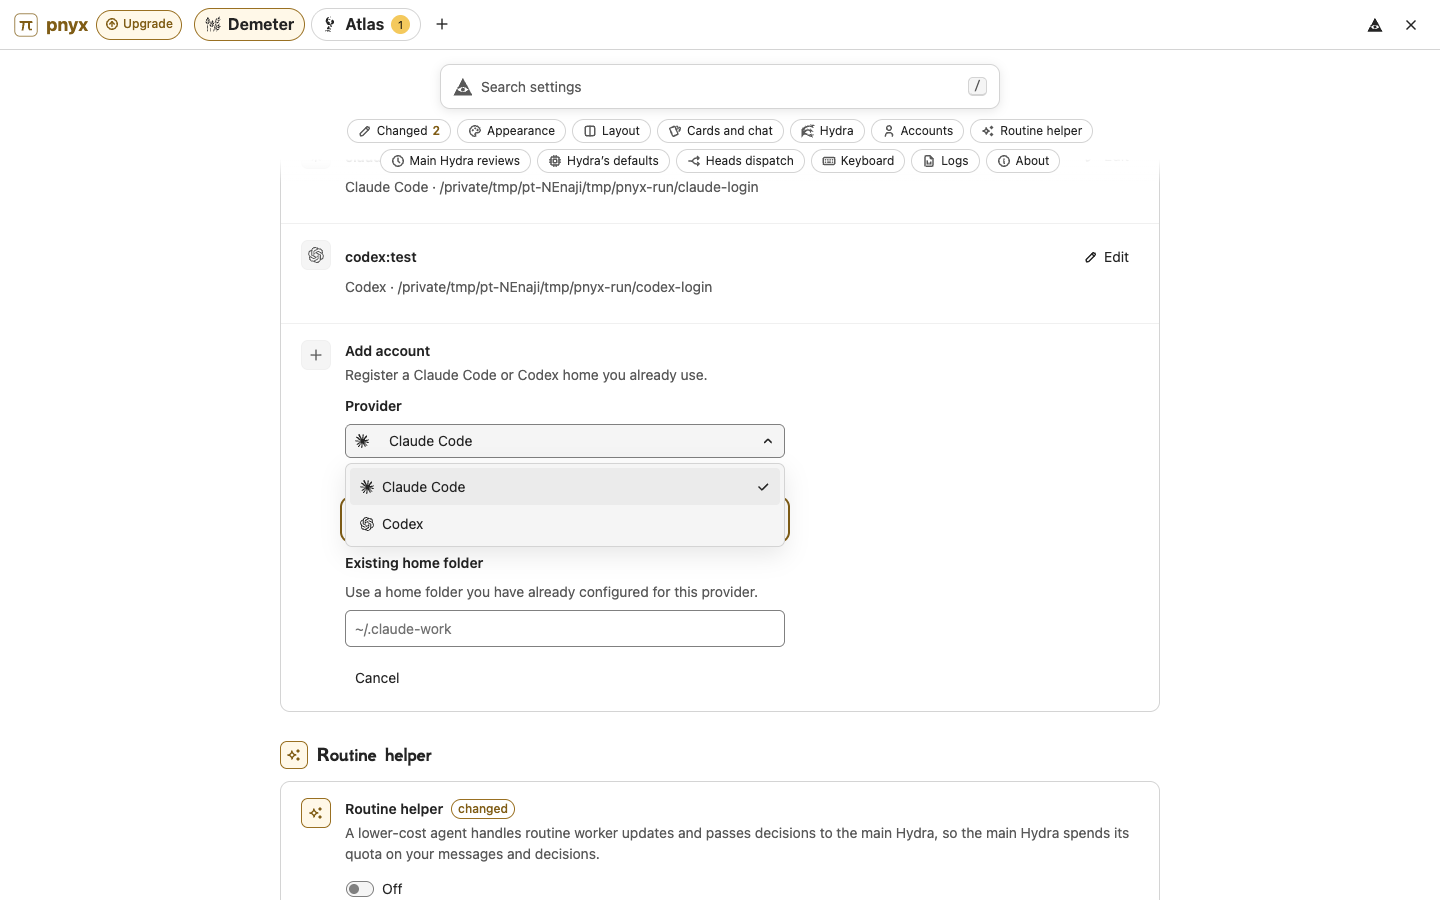 pnyx
Upgrade
Demeter
Atlas 1
Search settings /
Changed 2
Appearance
Layout
Cards and chat
Hydra
Accounts
Routine helper
Main Hydra reviews
Hydra's defaults
Heads dispatch
Keyboard
Logs
About
Claude Code · /private/tmp/pt-NEnaji/tmp/pnyx-run/claude-login
codex:test
Edit
Codex · /private/tmp/pt-NEnaji/tmp/pnyx-run/codex-login
Add account
Register a Claude Code or Codex home you already use.
Provider
Claude Code
Claude Code
Codex
Existing home folder
Use a home folder you have already configured for this provider.
~/.claude-work
Cancel
Routine helper
Routine helper changed
A lower-cost agent handles routine worker updates and passes decisions to the main Hydra, so the main Hydra spends its
quota on your messages and decisions.
Off